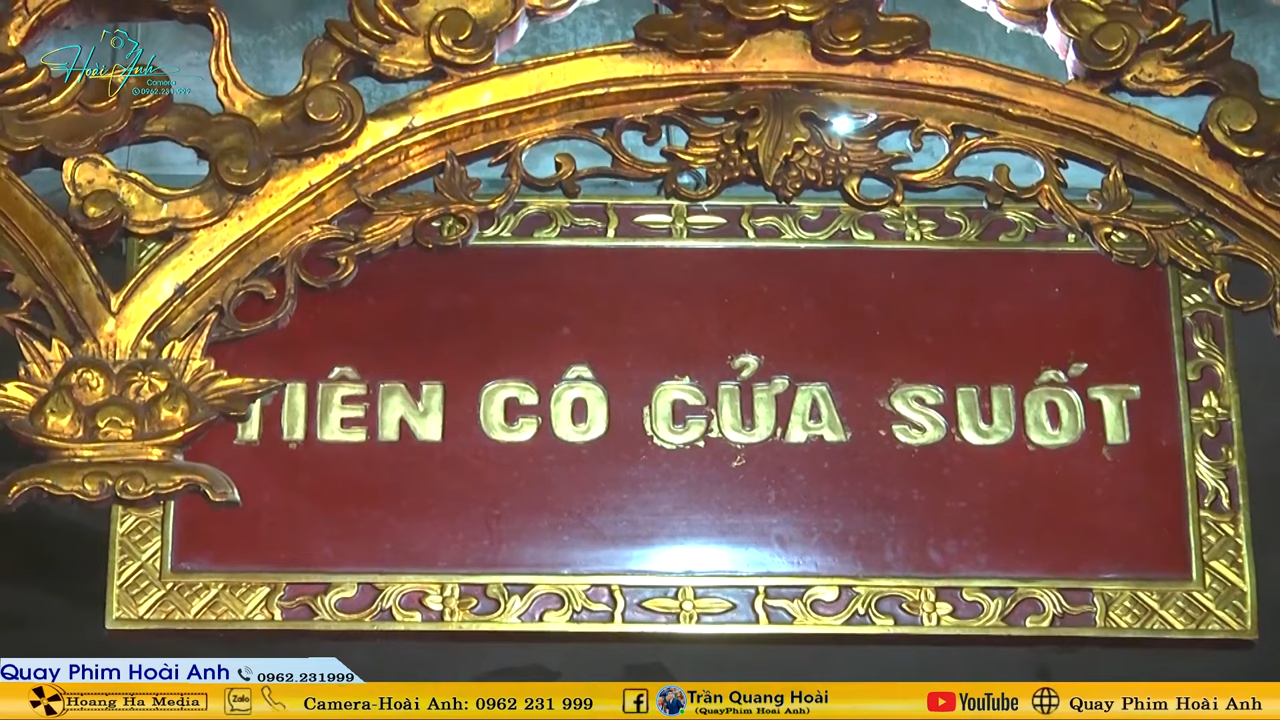 Hoài Anh
Camera
0962.231.999
TIÊN CÔ CỬA SUỐT
Quay Phim Hoài Anh 0962.231999
Hoang Ha Media Zalo Camera-Hoài Anh: 0962 231 999 Trần Quang Hoài YouTube Quay Phim Hoài Anh
(QuayPhim Hoài Anh)